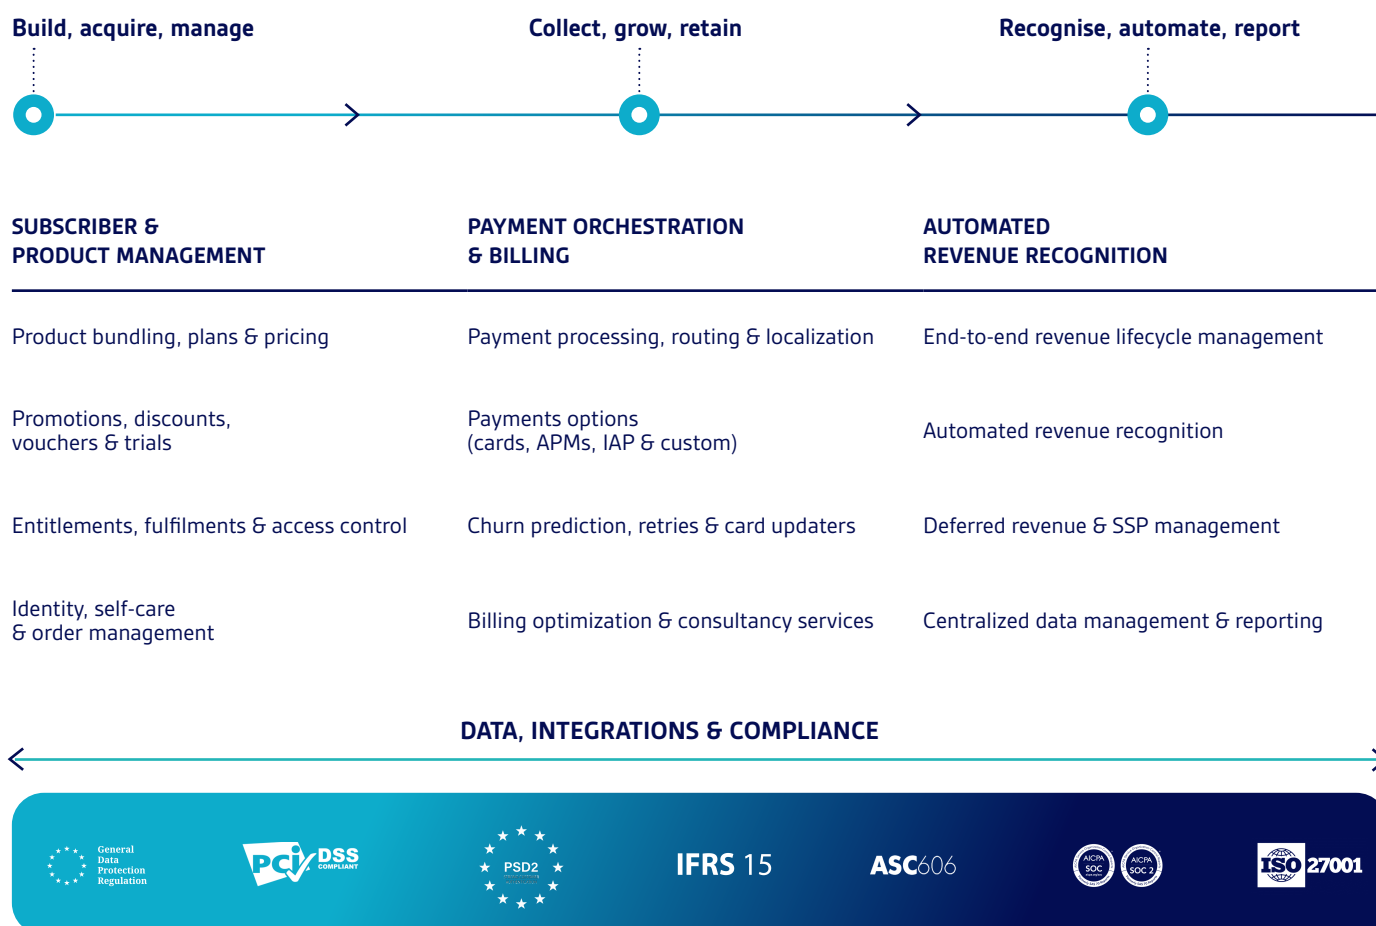 Build, acquire, manage
Collect, grow, retain
Recognise, automate, report
SUBSCRIBER &
PRODUCT MANAGEMENT
PAYMENT ORCHESTRATION
& BILLING
AUTOMATED
REVENUE RECOGNITION
Product bundling, plans & pricing
Payment processing, routing & localization
End-to-end revenue lifecycle management
Promotions, discounts,
vouchers & trials
Payments options
(cards, APMs, IAP & custom)
Automated revenue recognition
Entitlements, fulfilments & access control
Churn prediction, retries & card updaters
Deferred revenue & SSP management
Identity, self-care
& order management
Billing optimization & consultancy services
Centralized data management & reporting
DATA, INTEGRATIONS & COMPLIANCE
General
Data
Protection
Regulation
PCI DSS
COMPLIANT
PSD2
IFRS 15
ASC606
AICPA
SOC
AICPA
SOC 2
ISO 27001